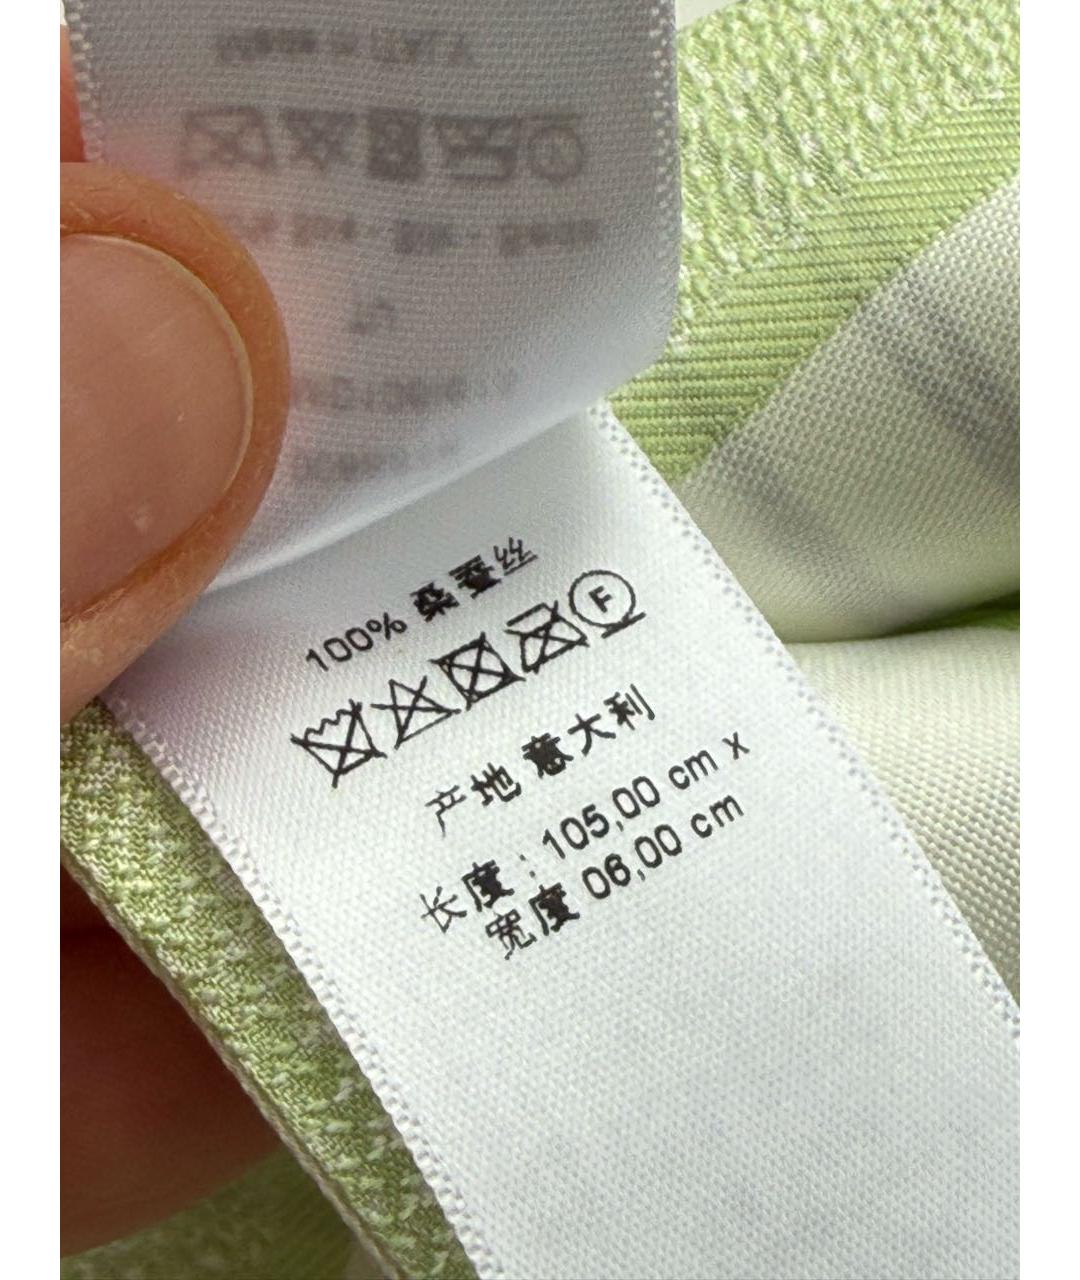 100% 桑蚕丝
F
产地 意大利
长度 : 105,00 cm x
宽度 06,00 cm